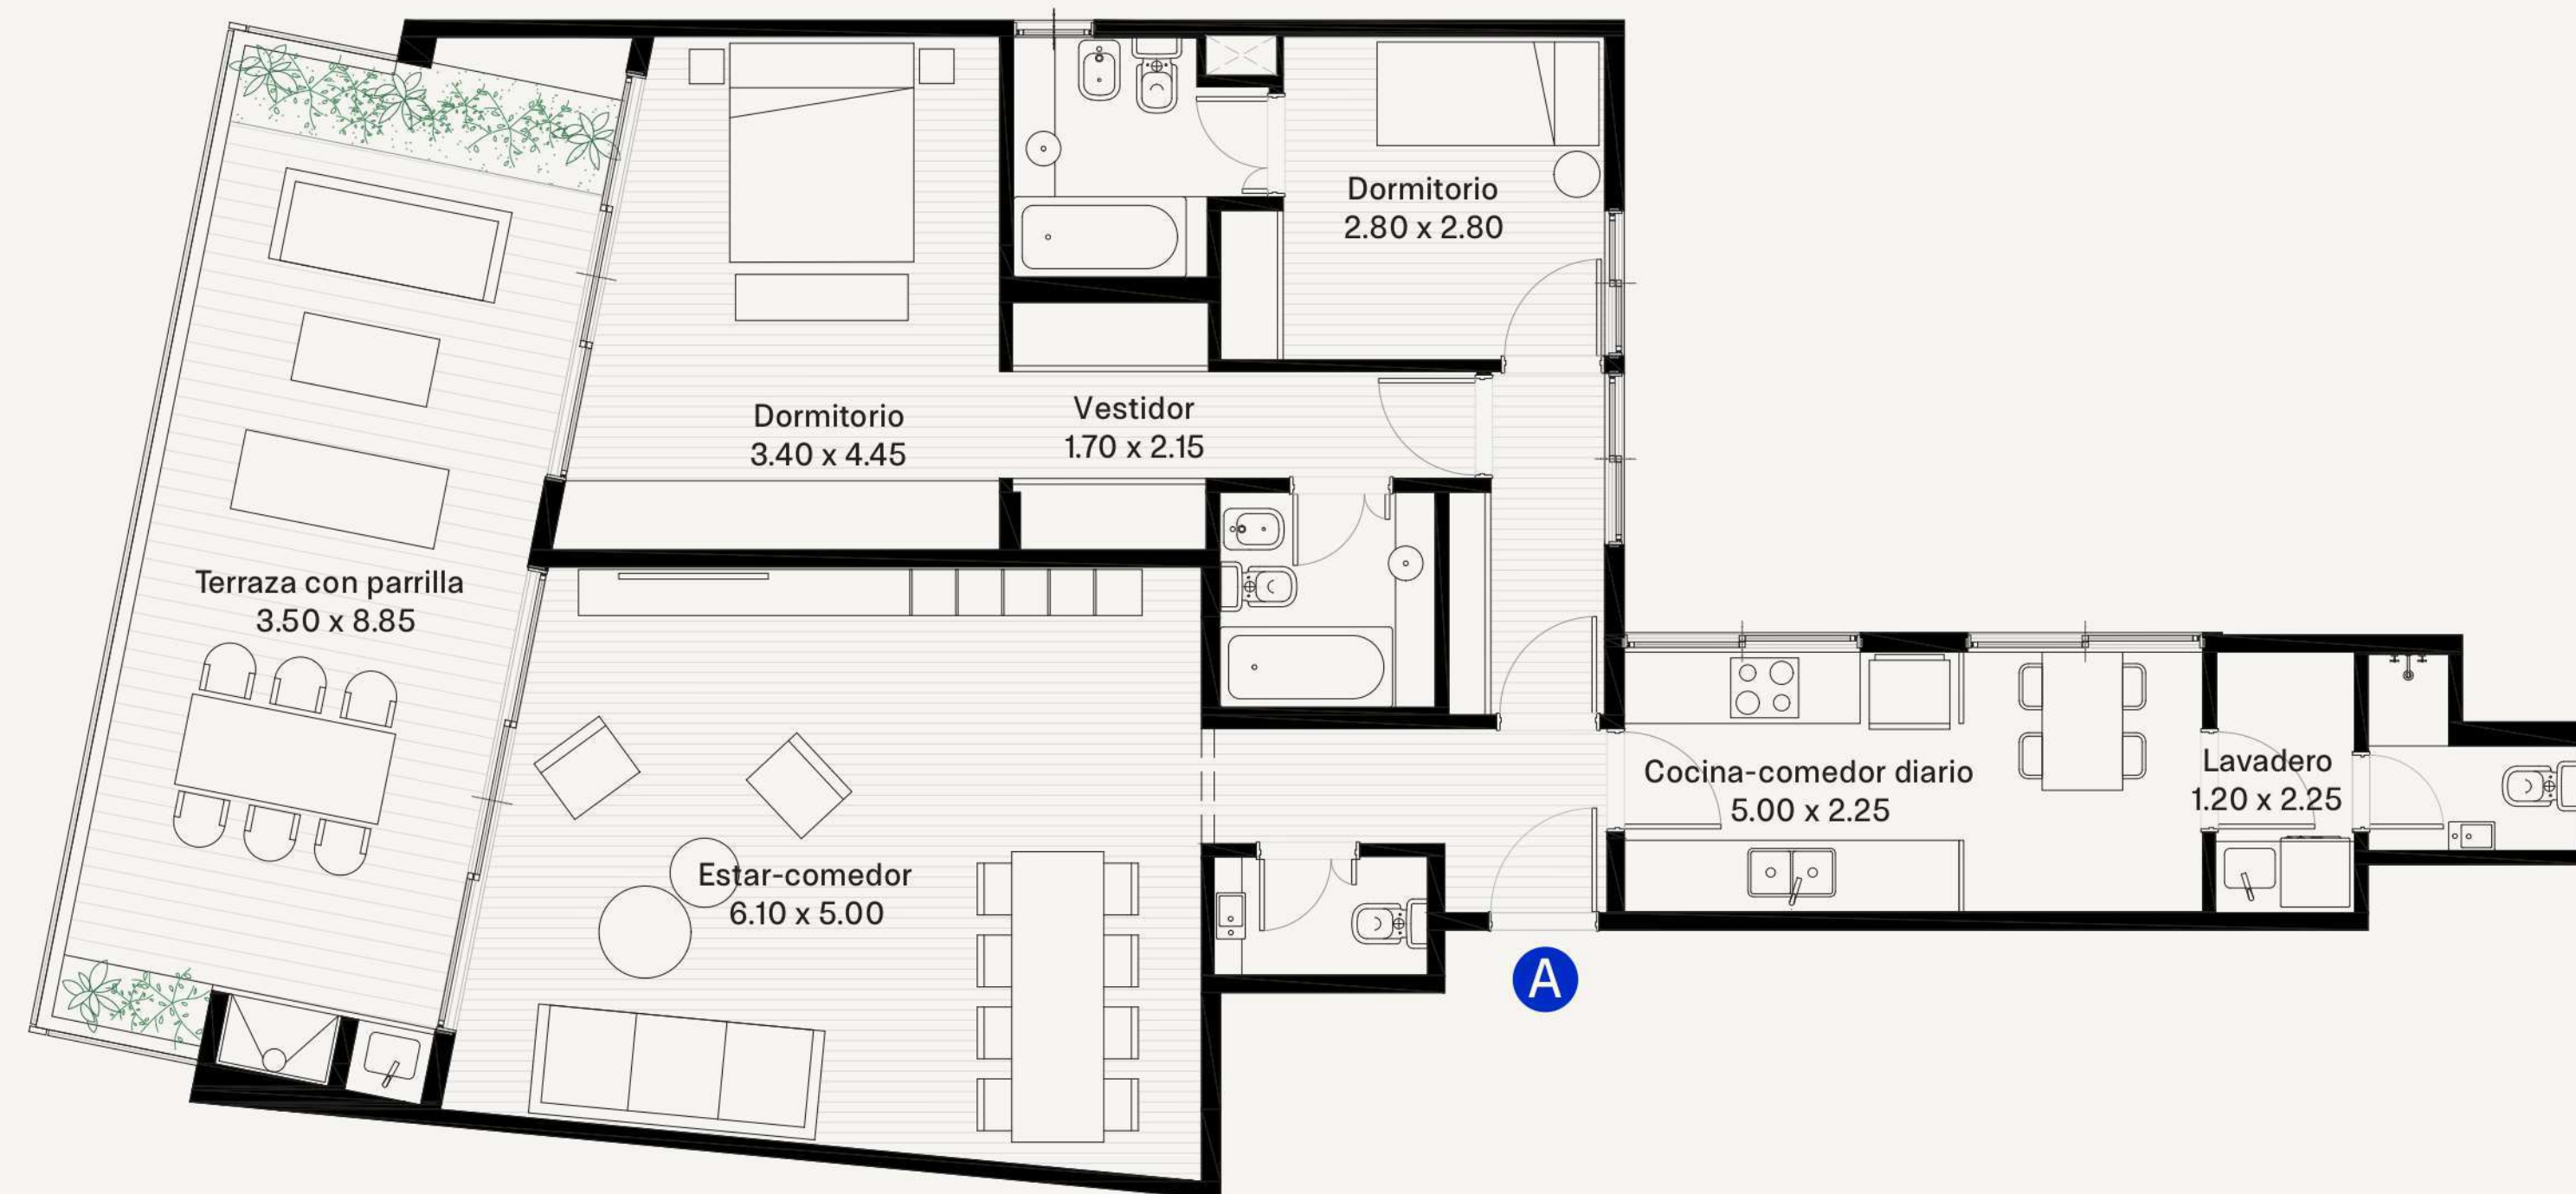 Dormitorio
2.80 x 2.80
Dormitorio
3.40 x 4.45
Vestidor
1.70 x 2.15
Terraza con parrilla
3.50 x 8.85
Estar-comedor
6.10 x 5.00
Cocina-comedor diario
5.00 x 2.25
Lavadero
1.20 x 2.25
A